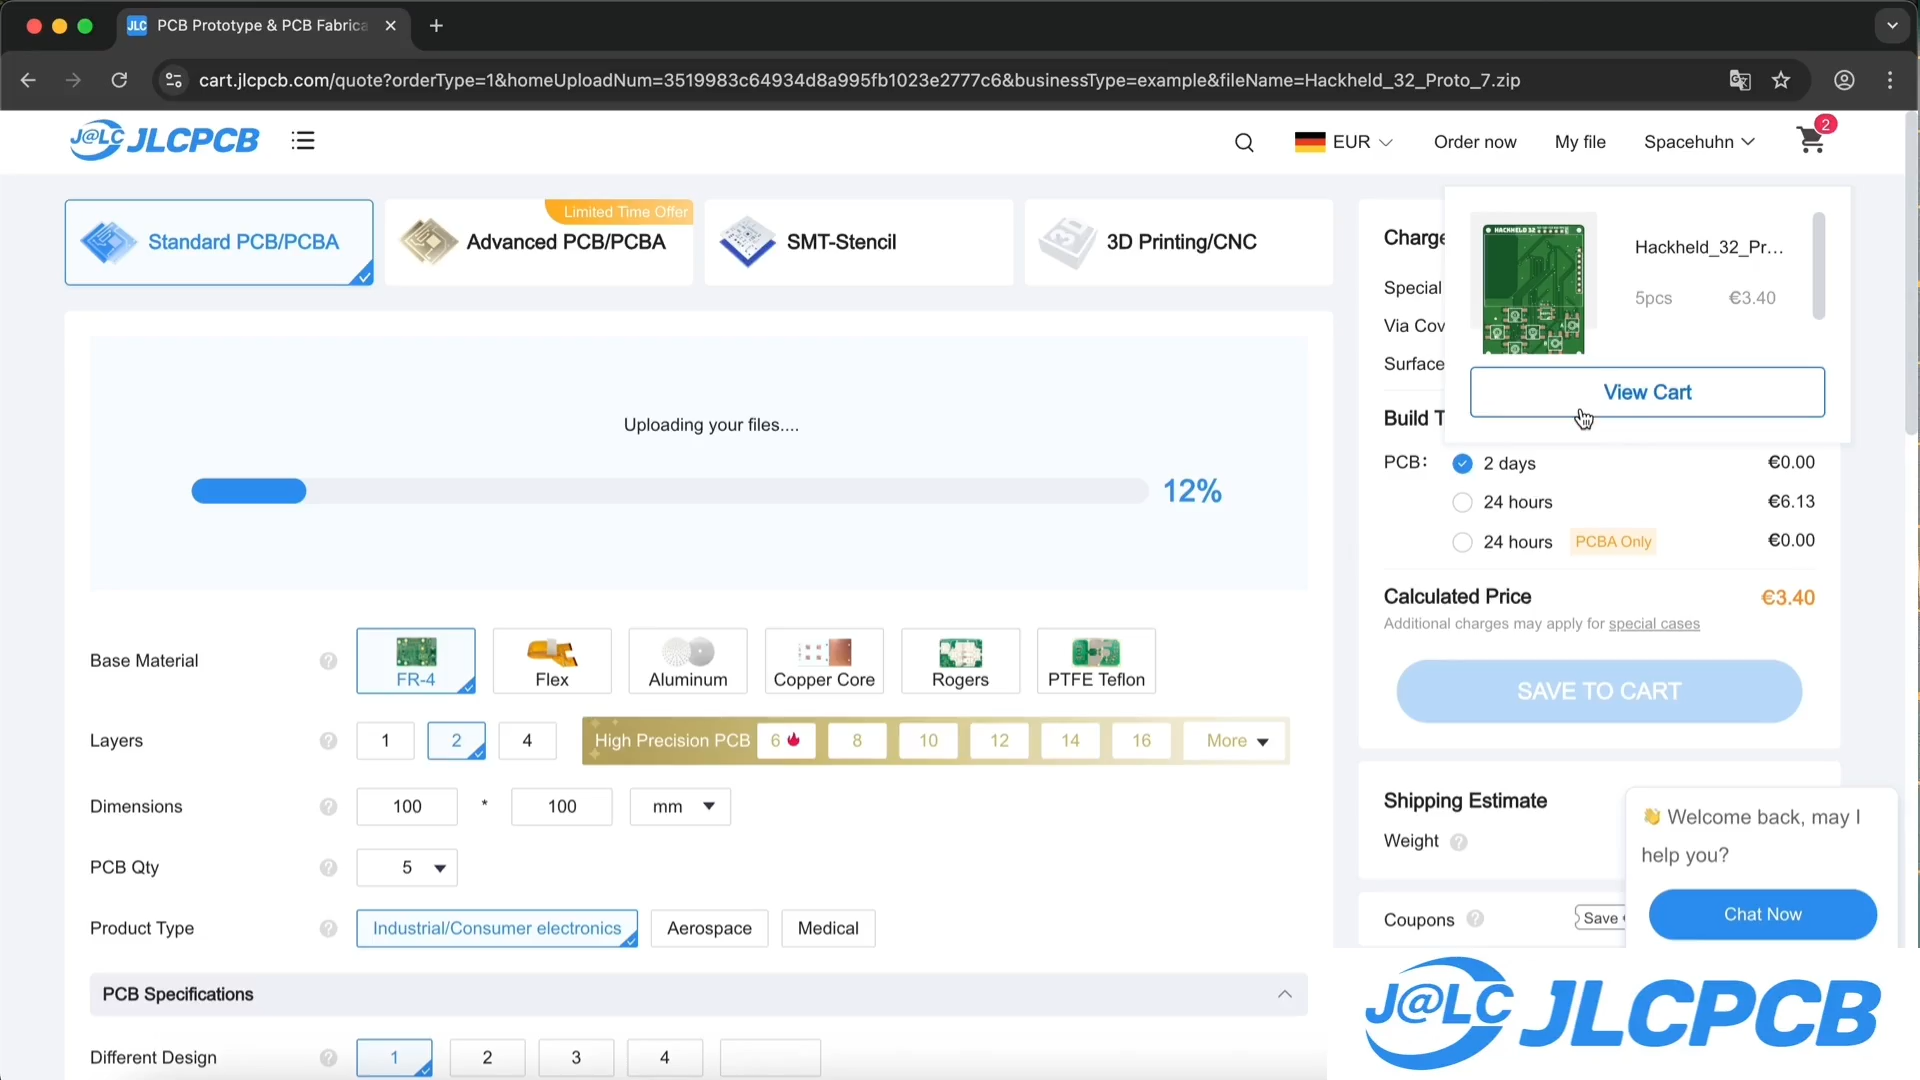 JLC PCB Prototype & PCB Fabrica
cart.jlcpcb.com/quote?orderType=1&homeUploadNum=3519983c64934d8a995fb1023e2777c6&businessType=example&fileName=Hackheld_32_Proto_7.zip
J@LC JLCPCB
EUR
Order now
My file
Spacehuhn
2
Standard PCB/PCBA
Limited Time Offer
Advanced PCB/PCBA
SMT-Stencil
3D
3D Printing/CNC
Uploading your files....
12%
Base Material
FR-4
Flex
Aluminum
Copper Core
Rogers
PTFE Teflon
Layers
1
2
4
High Precision PCB
6
8
10
12
14
16
More
Dimensions
100
*
100
mm
PCB Qty
5
Product Type
Industrial/Consumer electronics
Aerospace
Medical
PCB Specifications
Different Design
1
2
3
4
Charge
Special
Via Cov
Surface
HACKHELD 32
Hackheld_32_Pr...
5pcs €3.40
View Cart
Build T
PCB: 2 days €0.00
24 hours €6.13
24 hours PCBA Only €0.00
Calculated Price €3.40
Additional charges may apply for special cases
SAVE TO CART
Shipping Estimate
Weight
Coupons
Save
👋 Welcome back, may I
help you?
Chat Now
J@LC JLCPCB